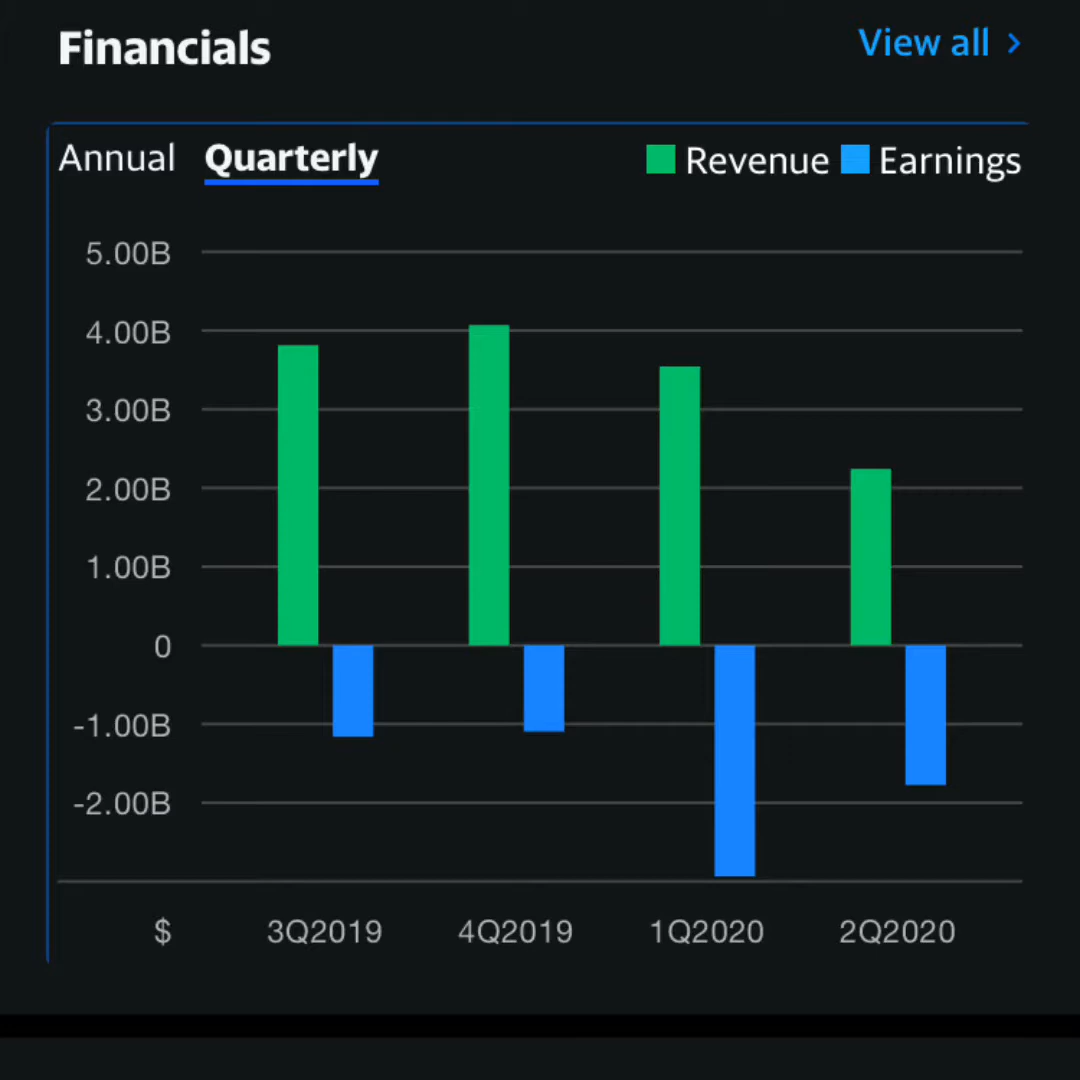 Financials
View all >
Annual Quarterly Revenue Earnings
5.00B
4.00B
3.00B
2.00B
1.00B
0
-1.00B
-2.00B
$ 3Q2019 4Q2019 1Q2020 2Q2020